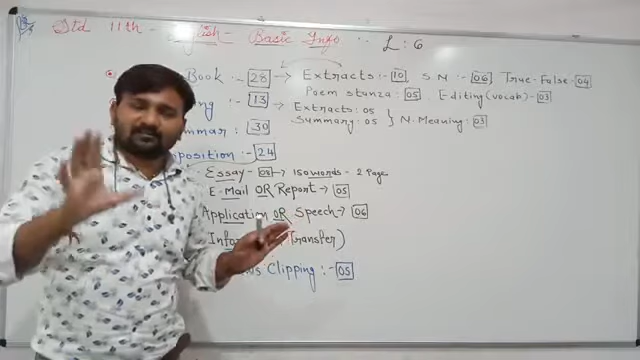 Std 11th English - Basic Info L : 6
Book :- 28 → Extracts :- 10 S N :- 06 True-False:- 04
Poem stanza : 05 Editing (vocab) - 03
:- 13 → Extracts : 05
Summary : 05 } N. Meaning : 03
mmar : 30
position :- 24
Essay - 08 → 150 words - 2 Page
E-Mail OR Report → 05
Application OR Speech → 06
Transfer)
Clipping :- 05